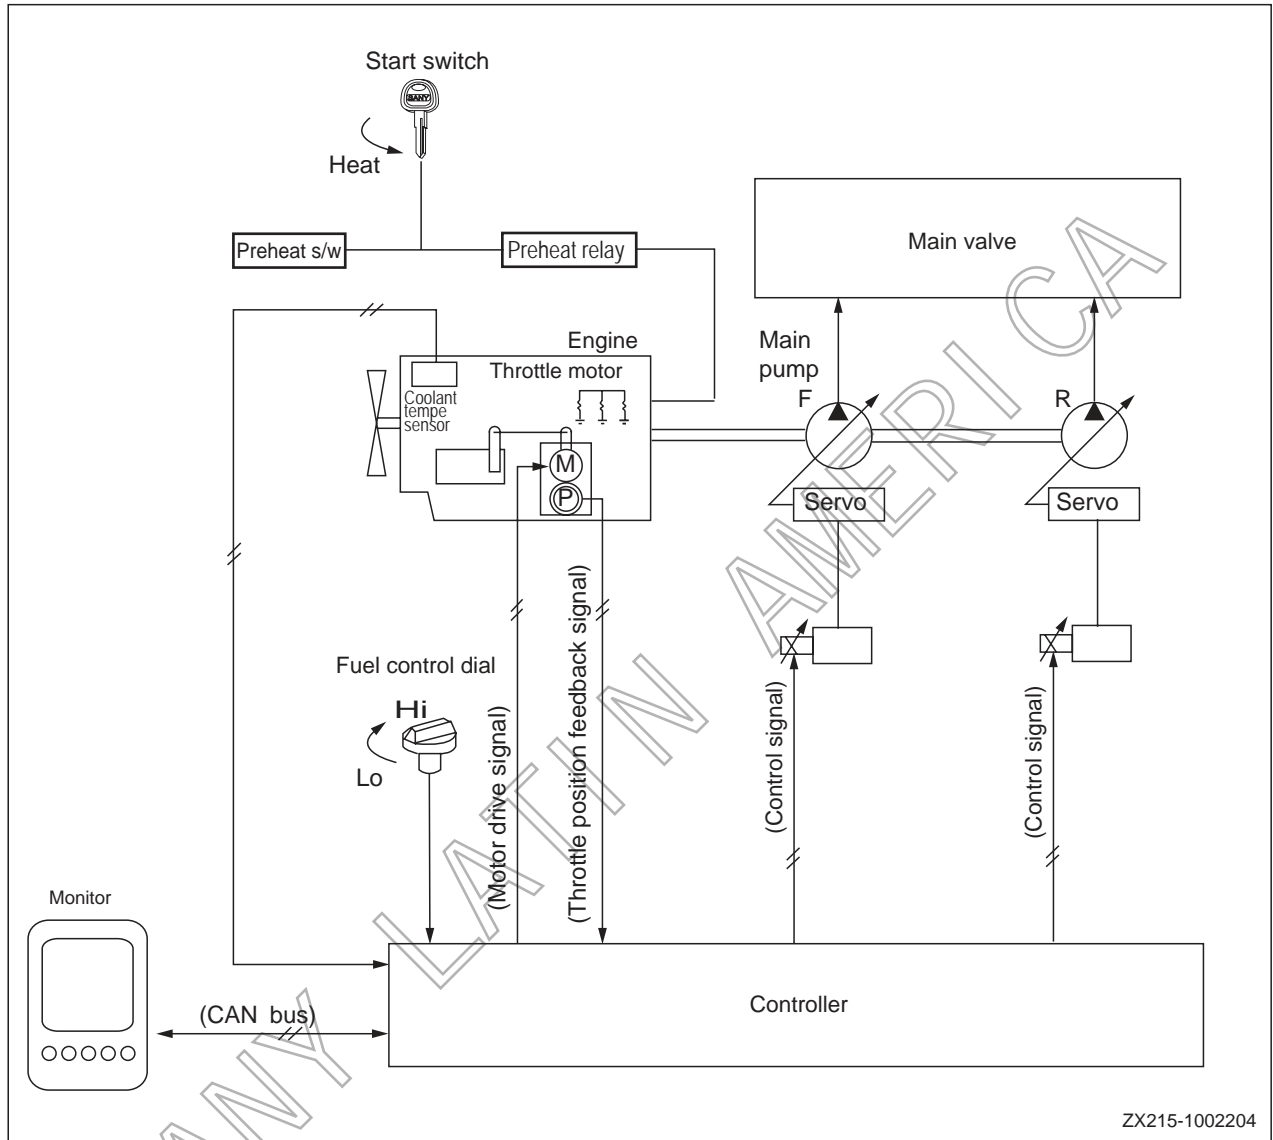 Start switch
SANY
Heat
Preheat s/w
Preheat relay
Main valve
Engine
Throttle motor
Coolant
tempe
sensor
M
P
Main
pump
F
R
Servo
Servo
Fuel control dial
Hi
Lo
(Motor drive signal)
(Throttle position feedback signal)
(Control signal)
(Control signal)
Monitor
(CAN bus)
Controller
ANY LATIN AMERICA
ZX215-1002204